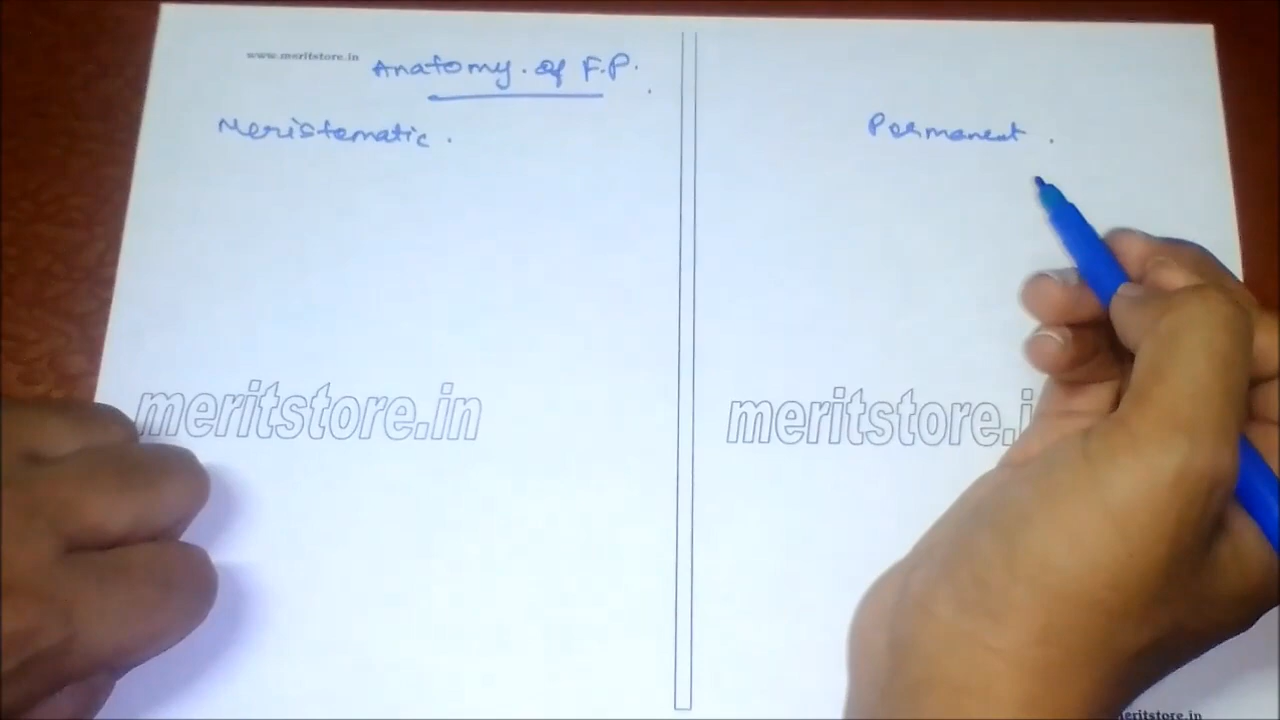 www.meritstore.in
Anatomy. of F.P.
Meristematic.
Permanent.
meritstore.in
meritstore.i
meritstore.in